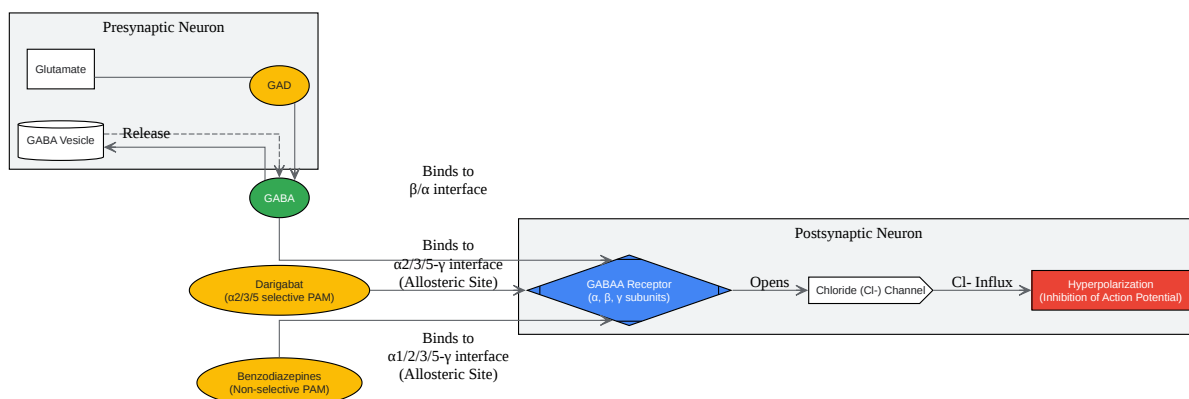 Presynaptic Neuron
Glutamate
GAD
GABA Vesicle
Release
GABA
Binds to
β/α interface
Postsynaptic Neuron
Binds to
α2/3/5-γ interface
(Allosteric Site)
Darigabat
(α2/3/5 selective PAM)
GABAA Receptor
(α, β, γ subunits)
Opens
Chloride (Cl-) Channel
Cl- Influx
Hyperpolarization
(Inhibition of Action Potential)
Binds to
α1/2/3/5-γ interface
(Allosteric Site)
Benzodiazepines
(Non-selective PAM)